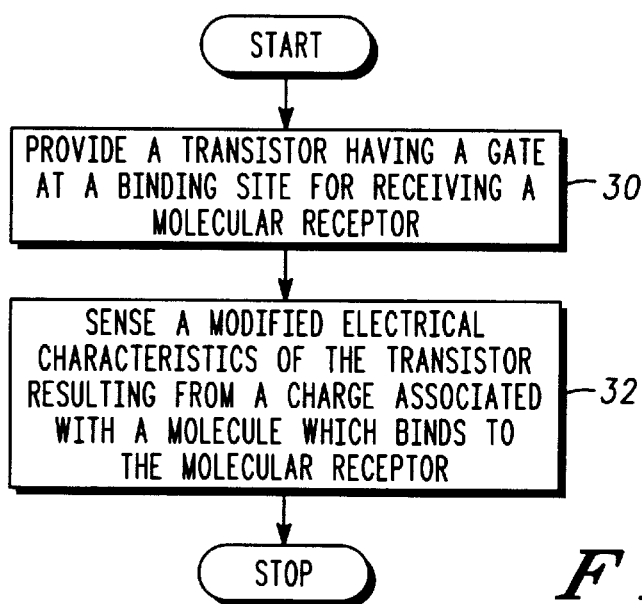 START
PROVIDE A TRANSISTOR HAVING A GATE
AT A BINDING SITE FOR RECEIVING A
MOLECULAR RECEPTOR
30
SENSE A MODIFIED ELECTRICAL
CHARACTERISTICS OF THE TRANSISTOR
RESULTING FROM A CHARGE ASSOCIATED
WITH A MOLECULE WHICH BINDS TO
THE MOLECULAR RECEPTOR
32
STOP
F